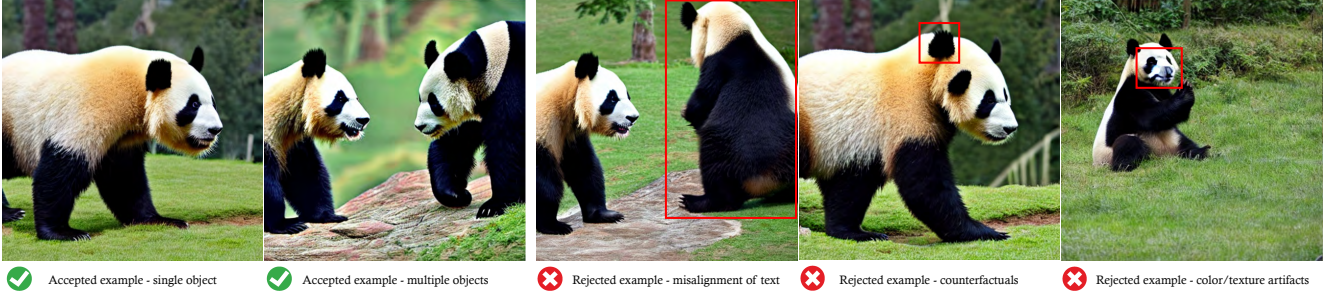 Accepted example - single object
Accepted example - multiple objects
Rejected example - misalignment of text
Rejected example - counterfactuals
Rejected example - color/texture artifacts